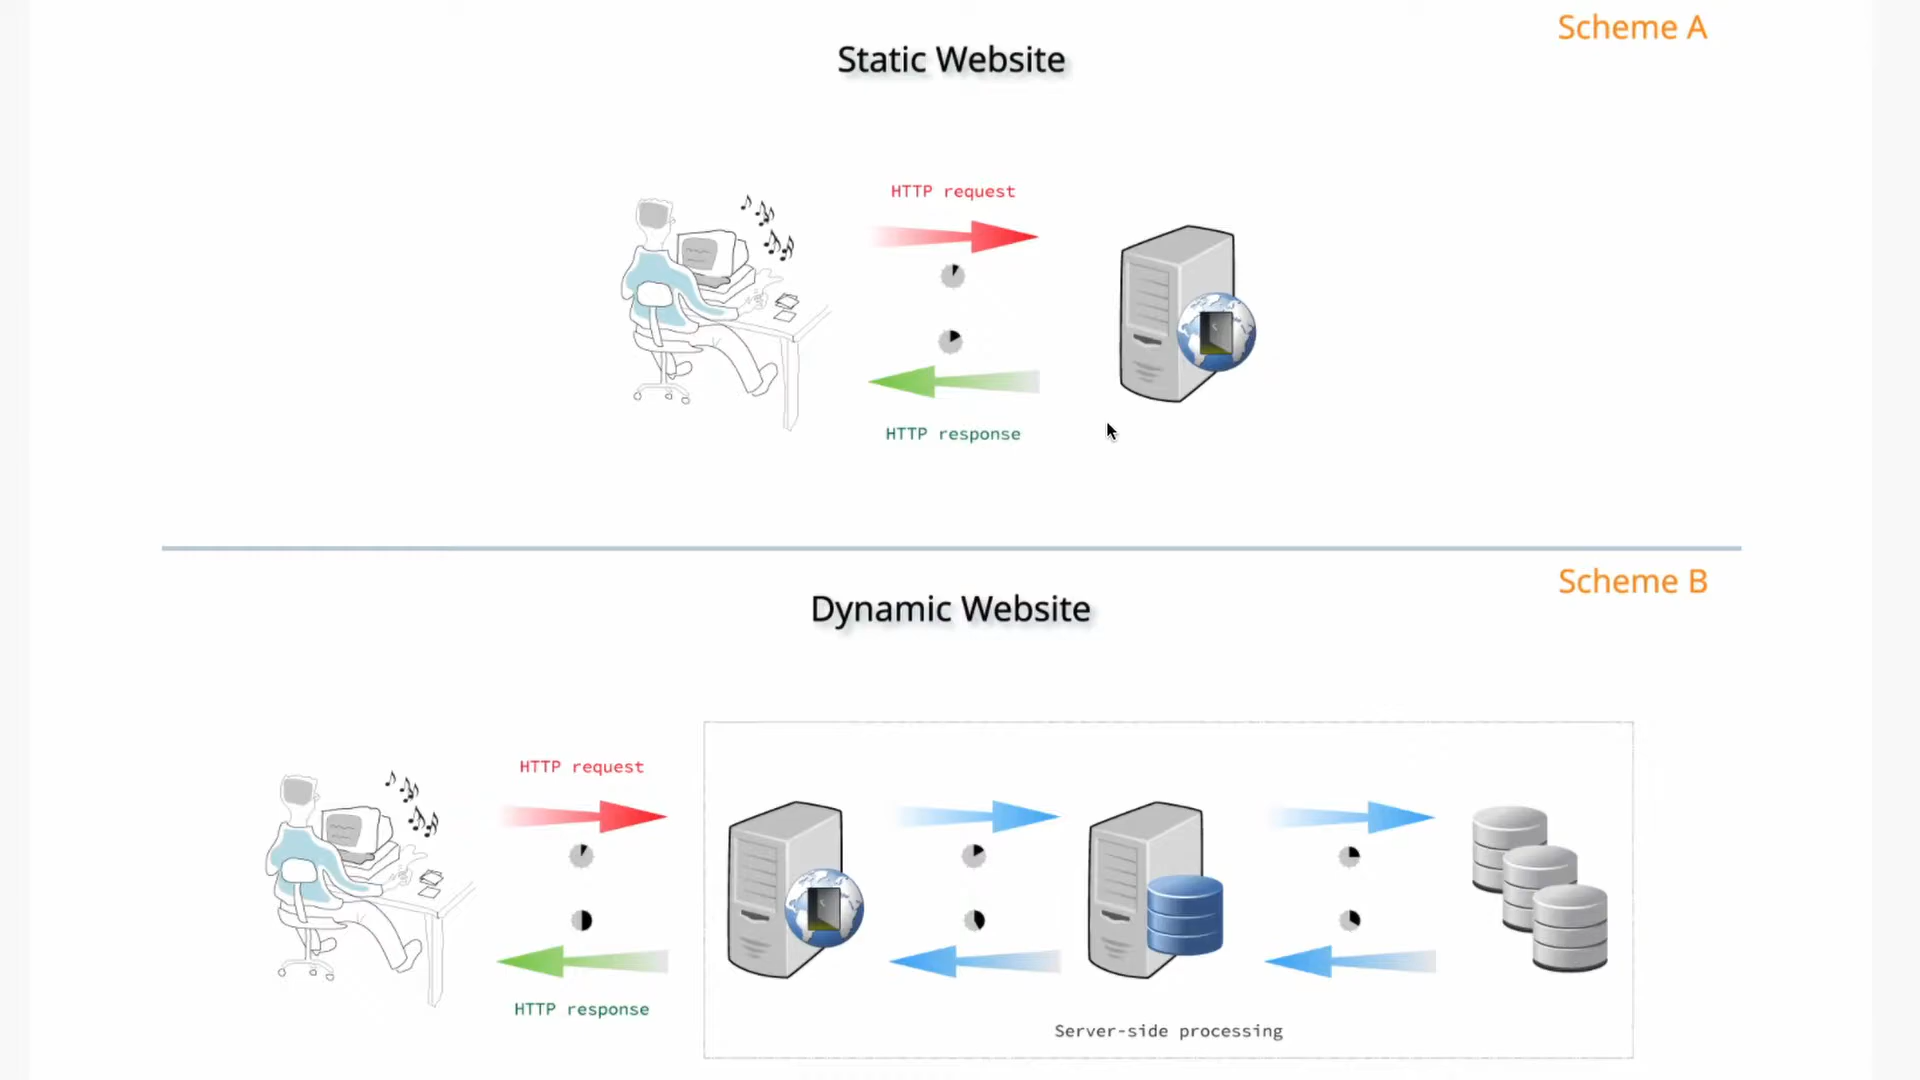 Scheme A
Static Website
HTTP request
HTTP response
Scheme B
Dynamic Website
HTTP request
HTTP response
Server-side processing